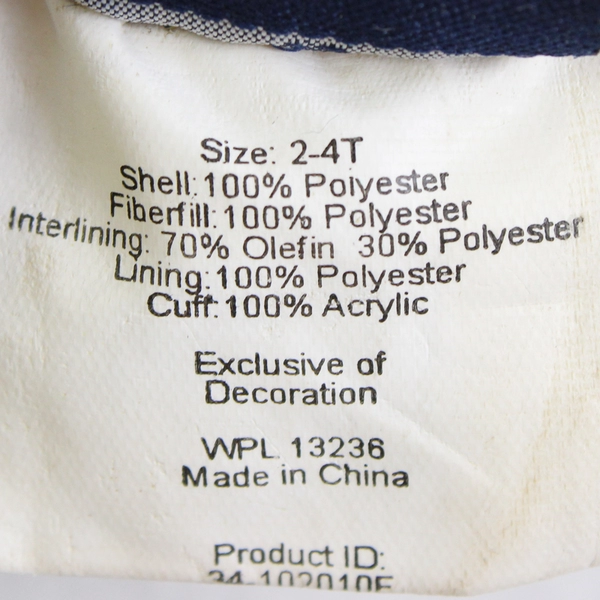 Size: 2-4T
Shell:100% Polyester
Fiberfill:100% Polyester
Interlining: 70% Olefin 30% Polyester
Lining:100% Polyester
Cuff:100% Acrylic
Exclusive of
Decoration
WPL 13236
Made in China
Product ID: